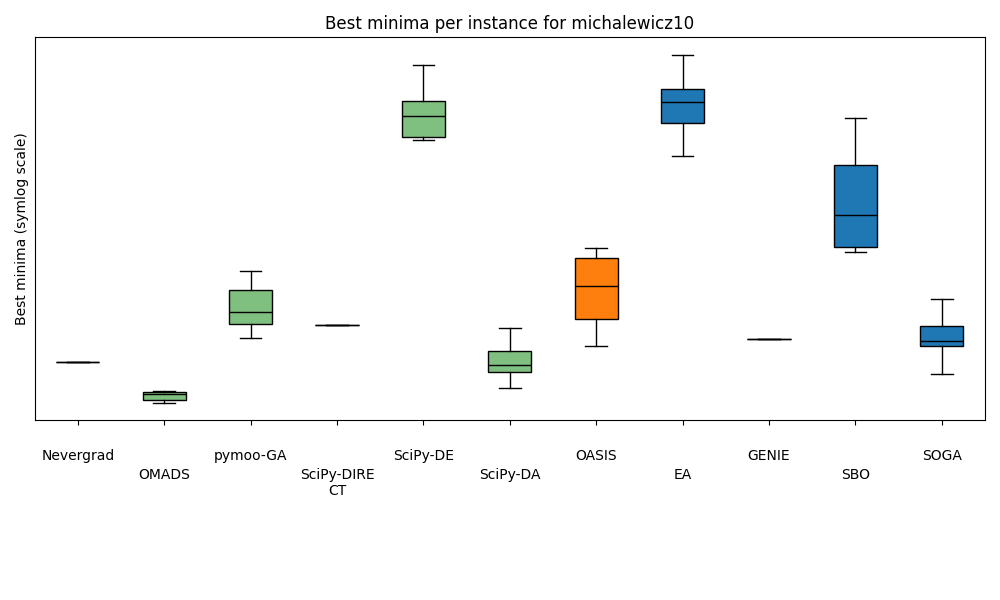 Best minima per instance for michalewicz10
Best minima (symlog scale)
Nevergrad
OMADS
pymoo-GA
SciPy-DIRE
CT
SciPy-DE
SciPy-DA
OASIS
EA
GENIE
SBO
SOGA